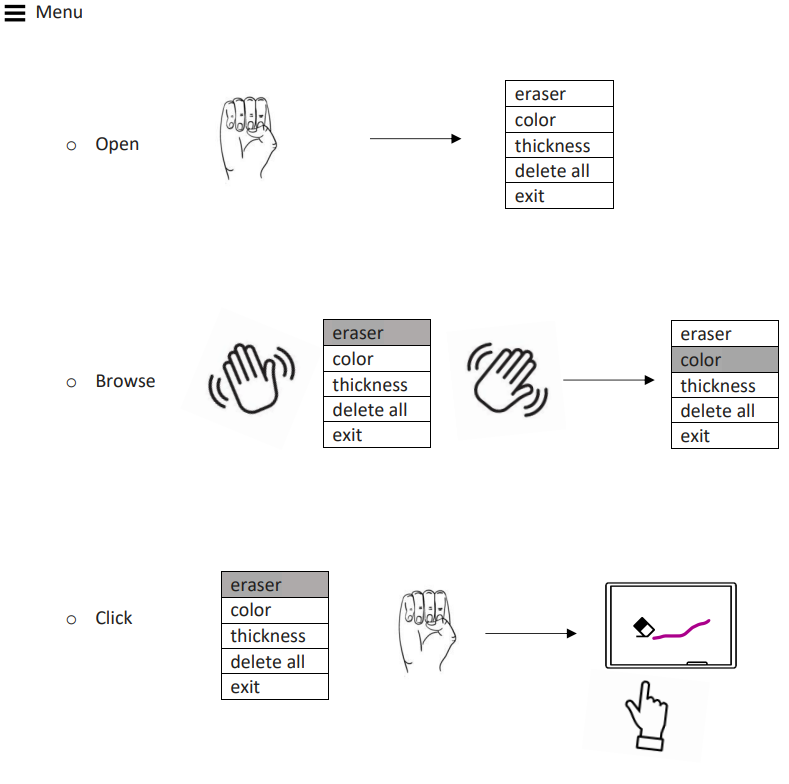 Menu
Open
eraser
color
thickness
delete all
exit
Browse
eraser
color
thickness
delete all
exit
eraser
color
thickness
delete all
exit
Click
eraser
color
thickness
delete all
exit